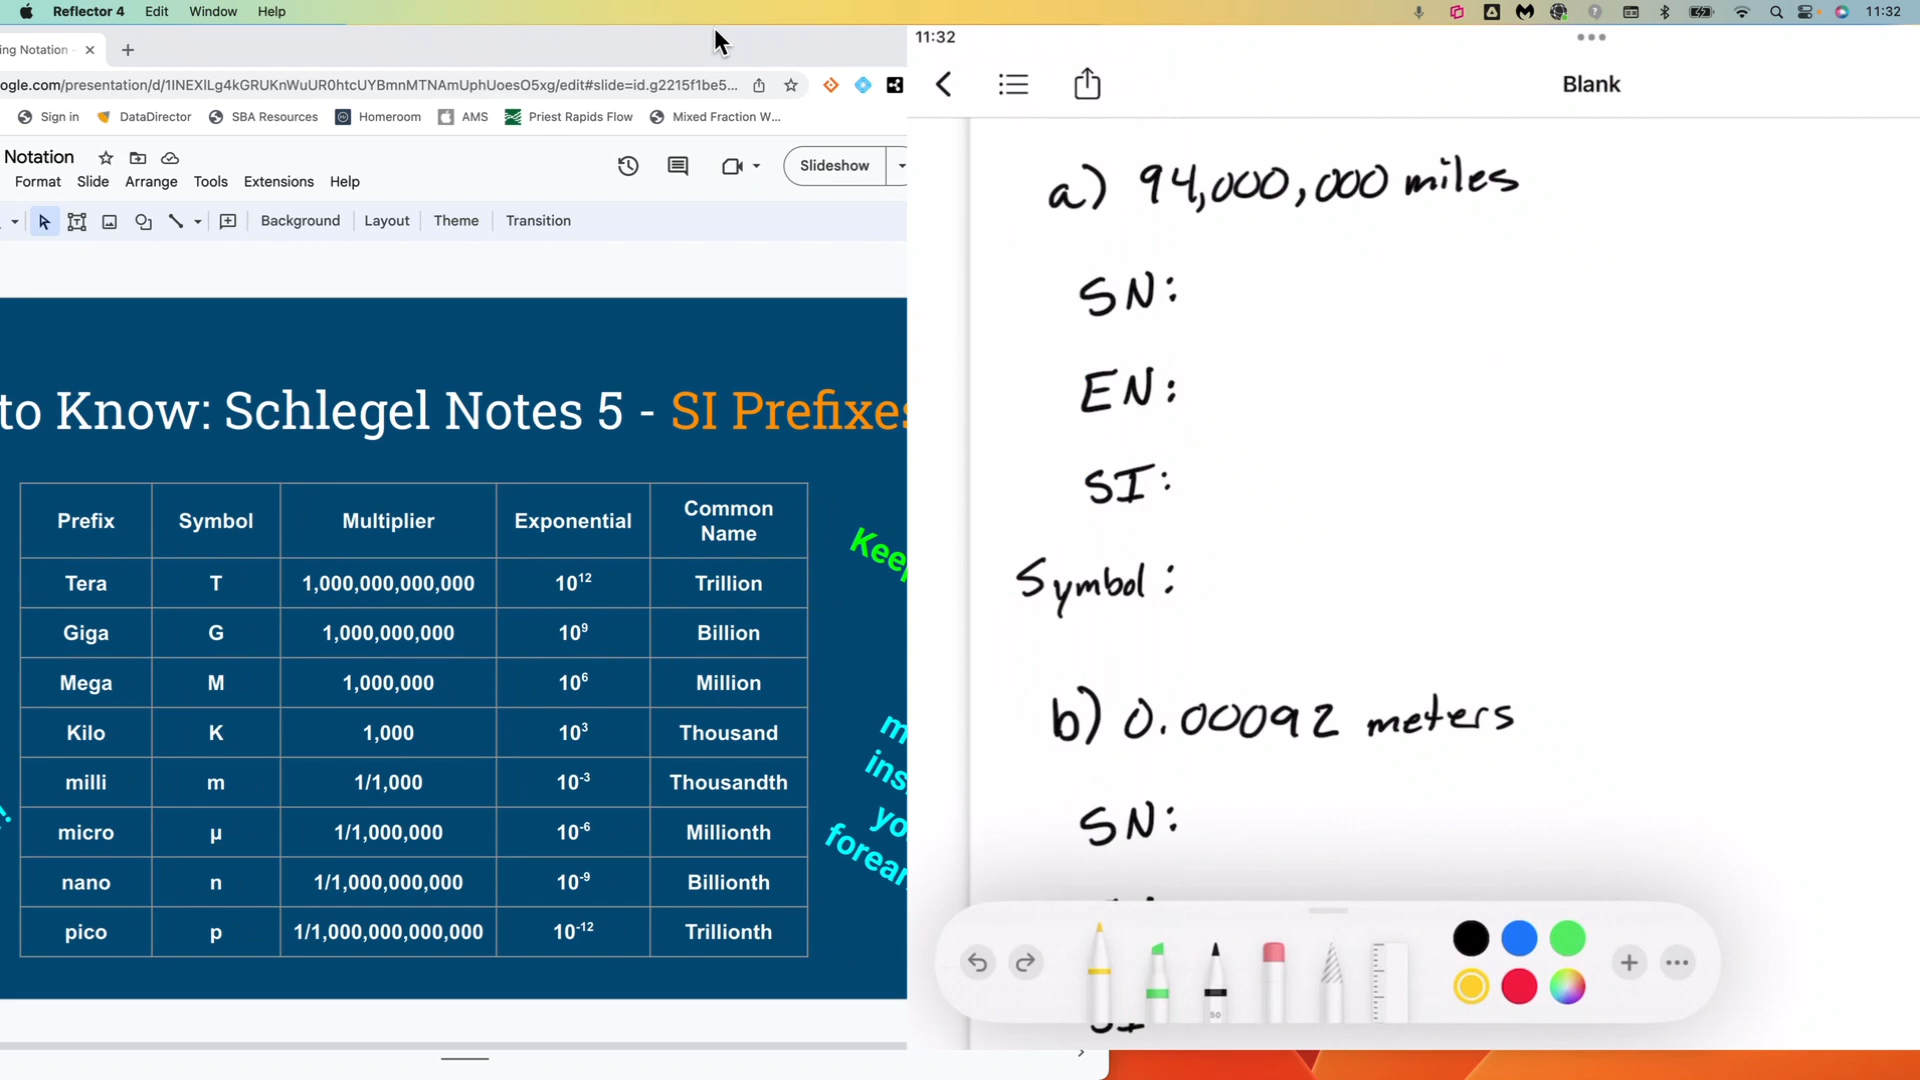 Reflector 4 Edit Window Help 11:32
ing Notation -
ogle.com/presentation/d/1INEXlLg4kGRUKnWuUR0htcUYBmnMTNAmUphUoesO5xg/edit#slide=id.g2215f1be5...
Sign in DataDirector SBA Resources Homeroom AMS Priest Rapids Flow Mixed Fraction W...
Notation
Format Slide Arrange Tools Extensions Help
Slideshow
Background Layout Theme Transition
to Know: Schlegel Notes 5 - SI Prefixes
Prefix Symbol Multiplier Exponential Common Name
Tera T 1,000,000,000,000 10¹² Trillion
Giga G 1,000,000,000 10⁹ Billion
Mega M 1,000,000 10⁶ Million
Kilo K 1,000 10³ Thousand
milli m 1/1,000 10⁻³ Thousandth
micro µ 1/1,000,000 10⁻⁶ Millionth
nano n 1/1,000,000,000 10⁻⁹ Billionth
pico p 1/1,000,000,000,000 10⁻¹² Trillionth
Keep
ins
yo
forear
11:32
Blank
a) 94,000,000 miles
SN:
EN:
SI:
Symbol:
b) 0.00092 meters
SN:
50